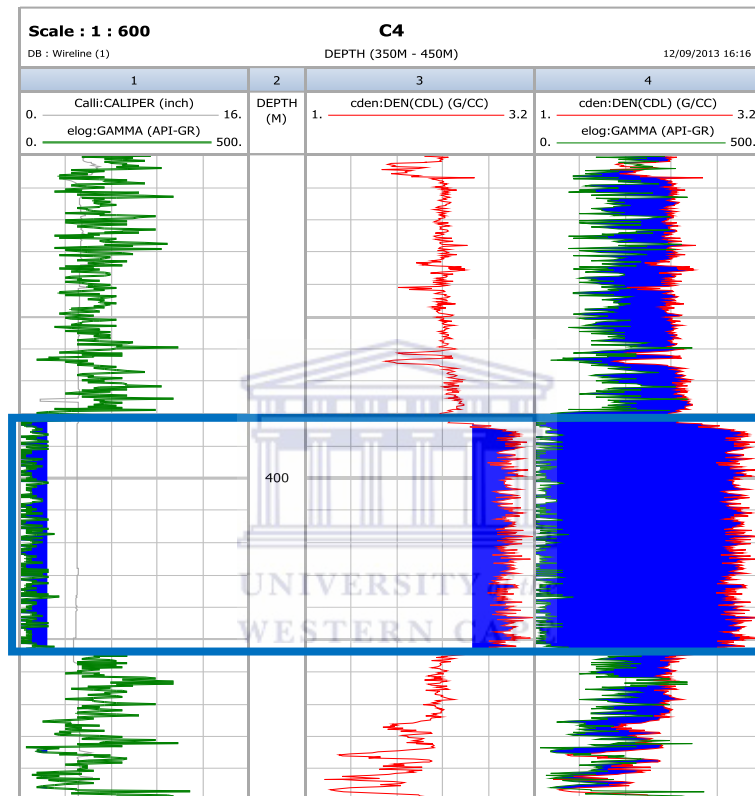 Scale : 1 : 600
C4
DB : Wireline (1)
DEPTH (350M - 450M)
12/09/2013 16:16
1
2
3
4
0. Calli:CALIPER (inch) 16.
0. elog:GAMMA (API-GR) 500.
DEPTH
(M)
1. cden:DEN(CDL) (G/CC) 3.2
1. cden:DEN(CDL) (G/CC) 3.2
0. elog:GAMMA (API-GR) 500.
400
UNIVERSITY of the
WESTERN CAPE